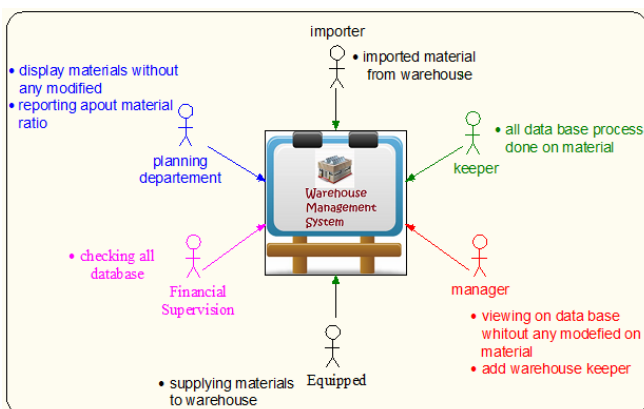 importer
• imported material
from warehouse
• display materials without
any modified
• reporting apout material
ratio
planning
departement
• all data base process
done on material
keeper
Warehouse
Management
System
• checking all
database
Financial
Supervision
manager
• viewing on data base
whitout any modefied on
material
• add warehouse keeper
Equipped
• supplying materials
to warehouse